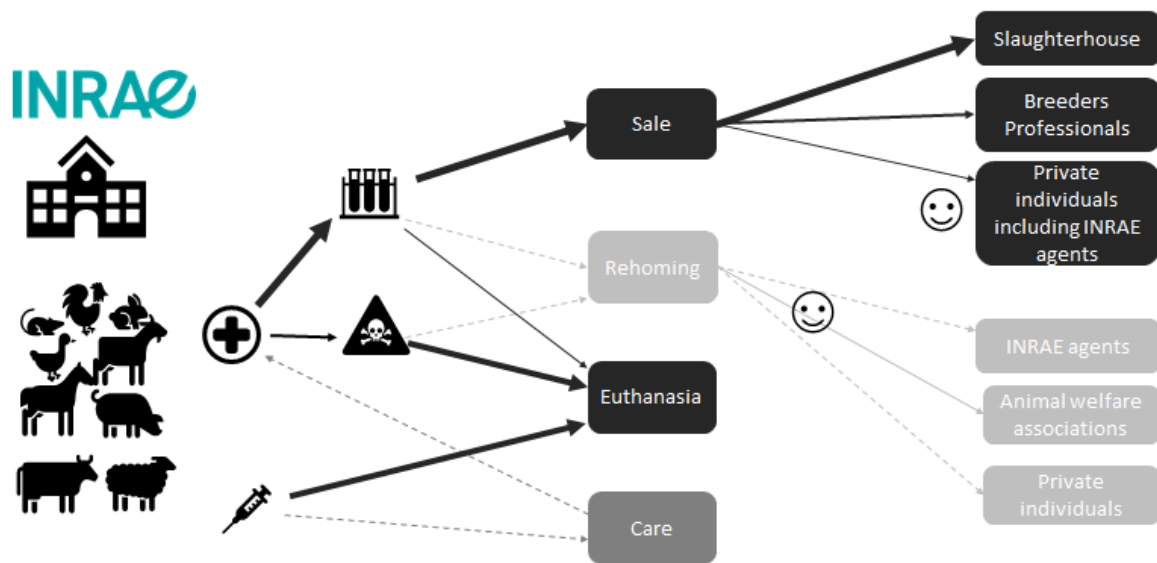 INRAE
Slaughterhouse
Sale
Breeders
Professionals
Private
individuals
including INRAE
agents
Rehoming
INRAE agents
Euthanasia
Animal welfare
associations
Private
individuals
Care